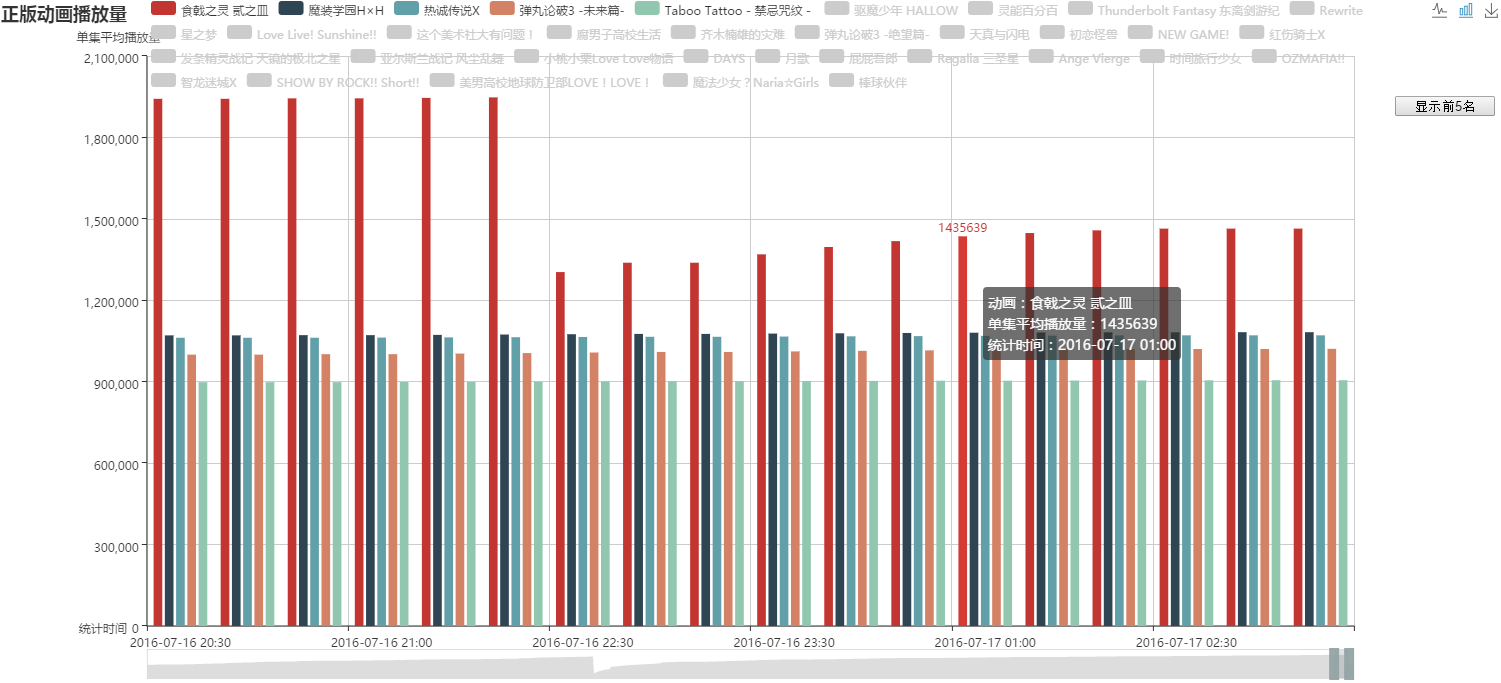 正版动画播放量
食戟之灵 贰之皿 魔装学园H×H 热诚传说X 弹丸论破3 -未来篇- Taboo Tattoo - 禁忌咒纹 - 驱魔少年 HALLOW 灵能百分百 Thunderbolt Fantasy 东离剑游纪 Rewrite
星之梦 Love Live! Sunshine!! 这个美术社大有问题！ 腐男子高校生活 齐木楠雄的灾难 弹丸论破3 -绝望篇- 天真与闪电 初恋怪兽 NEW GAME! 红伤骑士X
发条精灵战记 天镜的极北之星 亚尔斯兰战记 风尘乱舞 小桃小栗Love Love物语 DAYS 月歌 屁屁吾郎 Regalia 三圣星 Ange Vierge 时间旅行少女 OZMAFIA!!
智龙迷城X SHOW BY ROCK!! Short!! 美男高校地球防卫部LOVE！LOVE！ 魔法少女？Naria☆Girls 棒球伙伴
单集平均播放量
显示前5名
2,100,000
1,800,000
1,500,000
1,200,000
900,000
600,000
300,000
统计时间 0
1435639
动画：食戟之灵 贰之皿
单集平均播放量：1435639
统计时间：2016-07-17 01:00
2016-07-16 20:30 2016-07-16 21:00 2016-07-16 22:30 2016-07-16 23:30 2016-07-17 01:00 2016-07-17 02:30